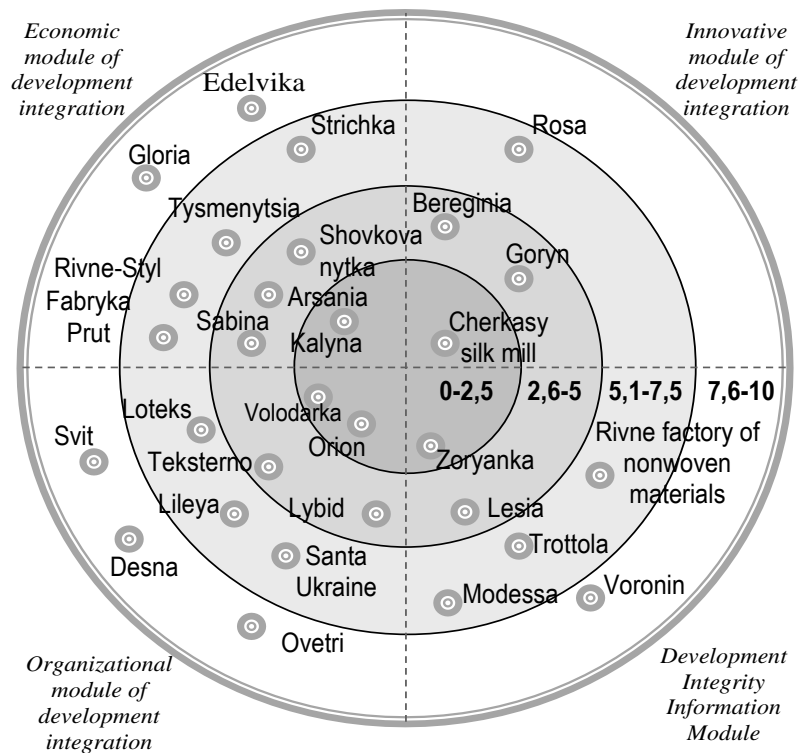 Economic
module of
development
integration
Innovative
module of
development
integration
Edelvika
Strichka
Rosa
Gloria
Tysmenytsia
Bereginia
Shovkova
nytka
Goryn
Rivne-Styl
Fabryka
Prut
Arsania
Sabina
Kalyna
Cherkasy
silk mill
0-2,5
2,6-5
5,1-7,5
7,6-10
Loteks
Volodarka
Svit
Orion
Zoryanka
Rivne factory of
nonwoven
materials
Teksterno
Lileya
Lybid
Lesia
Desna
Santa
Ukraine
Trottola
Modessa
Voronin
Ovetri
Organizational
module of
development
integration
Development
Integrity
Information
Module